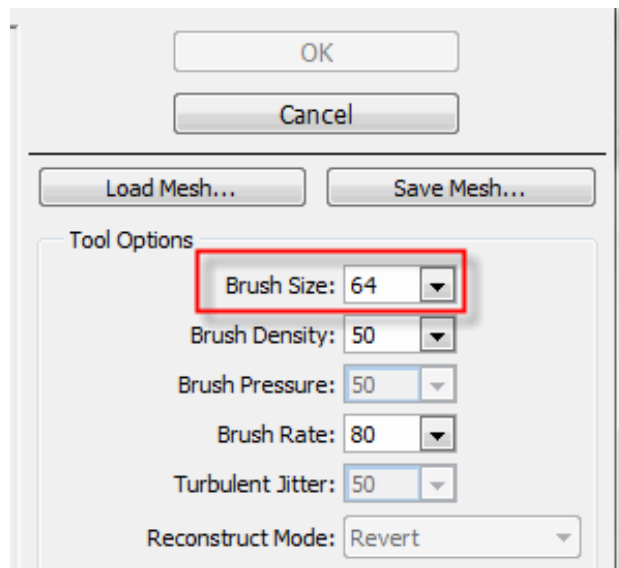 OK
Cancel
Load Mesh... Save Mesh...
Tool Options
Brush Size: 64
Brush Density: 50
Brush Pressure: 50
Brush Rate: 80
Turbulent Jitter: 50
Reconstruct Mode: Revert